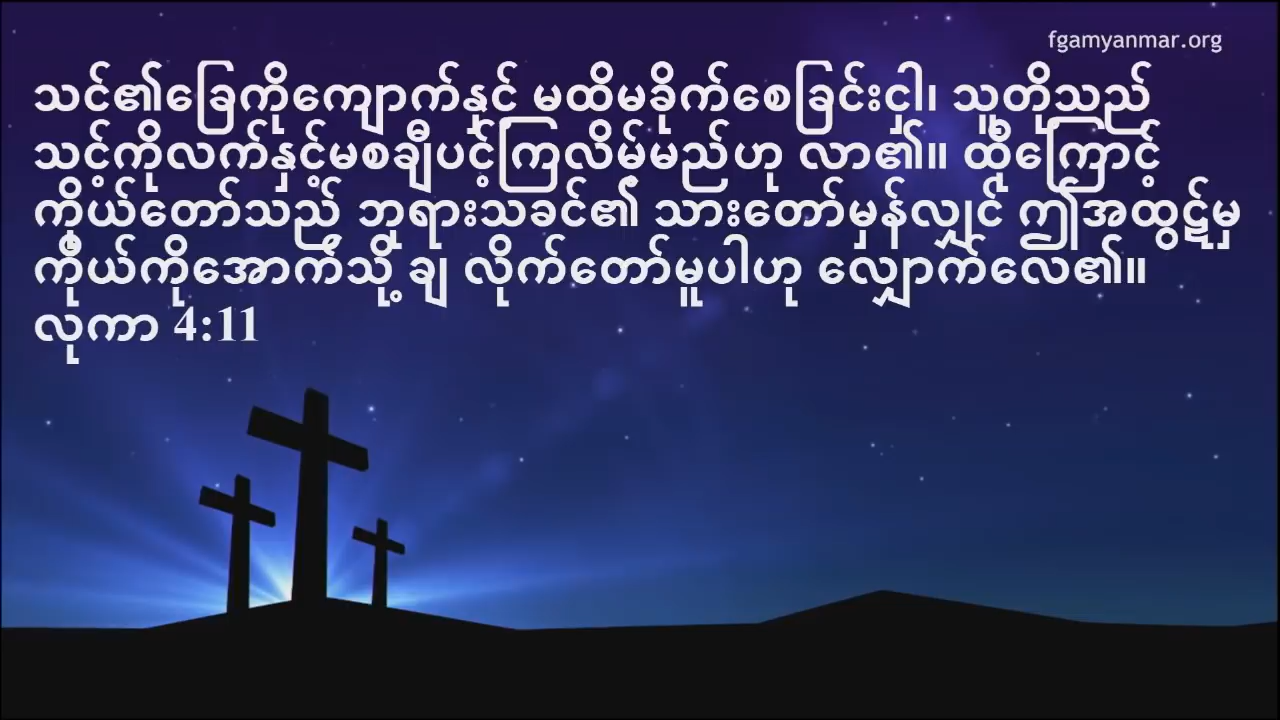 fgamyanmar.org
သင်၏ခြေကိုကျောက်နှင့် မထိမခိုက်စေခြင်းငှါ၊ သူတို့သည်
သင့်ကိုလက်နှင့်မစချီပင့်ကြလိမ့်မည်ဟု လာ၏။ ထို့ကြောင့်
ကိုယ်တော်သည် ဘုရားသခင်၏ သားတော်မှန်လျှင် ဤအထွဋ်မှ
ကိုယ်ကိုအောက်သို့ ချ လိုက်တော်မူပါဟု လျှောက်လေ၏။
လုကာ 4:11